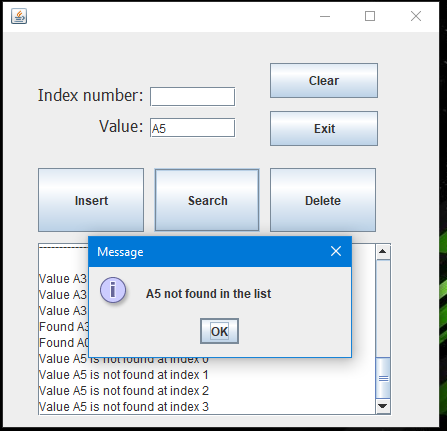 Clear
Index number:
Value: A5
Exit
Insert Search Delete
Message
A5 not found in the list
OK
Value A3
Value A3
Value A3
Found A3
Found A0
Value A5 is not found at index 0
Value A5 is not found at index 1
Value A5 is not found at index 2
Value A5 is not found at index 3